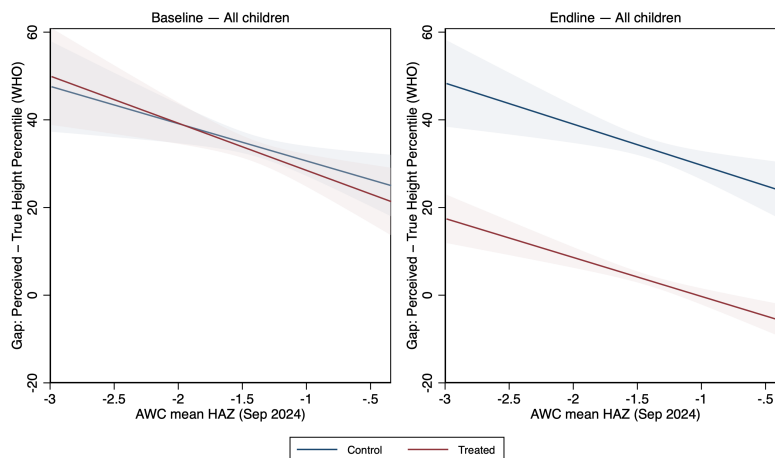 Baseline — All children
Gap: Perceived − True Height Percentile (WHO)
60
40
20
0
-20
-3
-2.5
-2
-1.5
-1
-.5
AWC mean HAZ (Sep 2024)
Endline — All children
Gap: Perceived − True Height Percentile (WHO)
60
40
20
0
-20
-3
-2.5
-2
-1.5
-1
-.5
AWC mean HAZ (Sep 2024)
Control
Treated